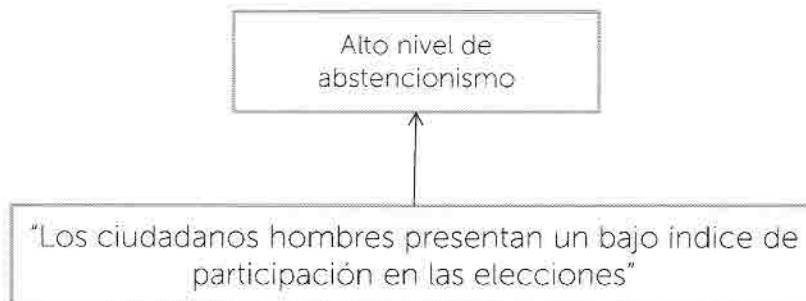 Alto nivel de
abstencionismo
"Los ciudadanos hombres presentan un bajo índice de
participación en las elecciones"